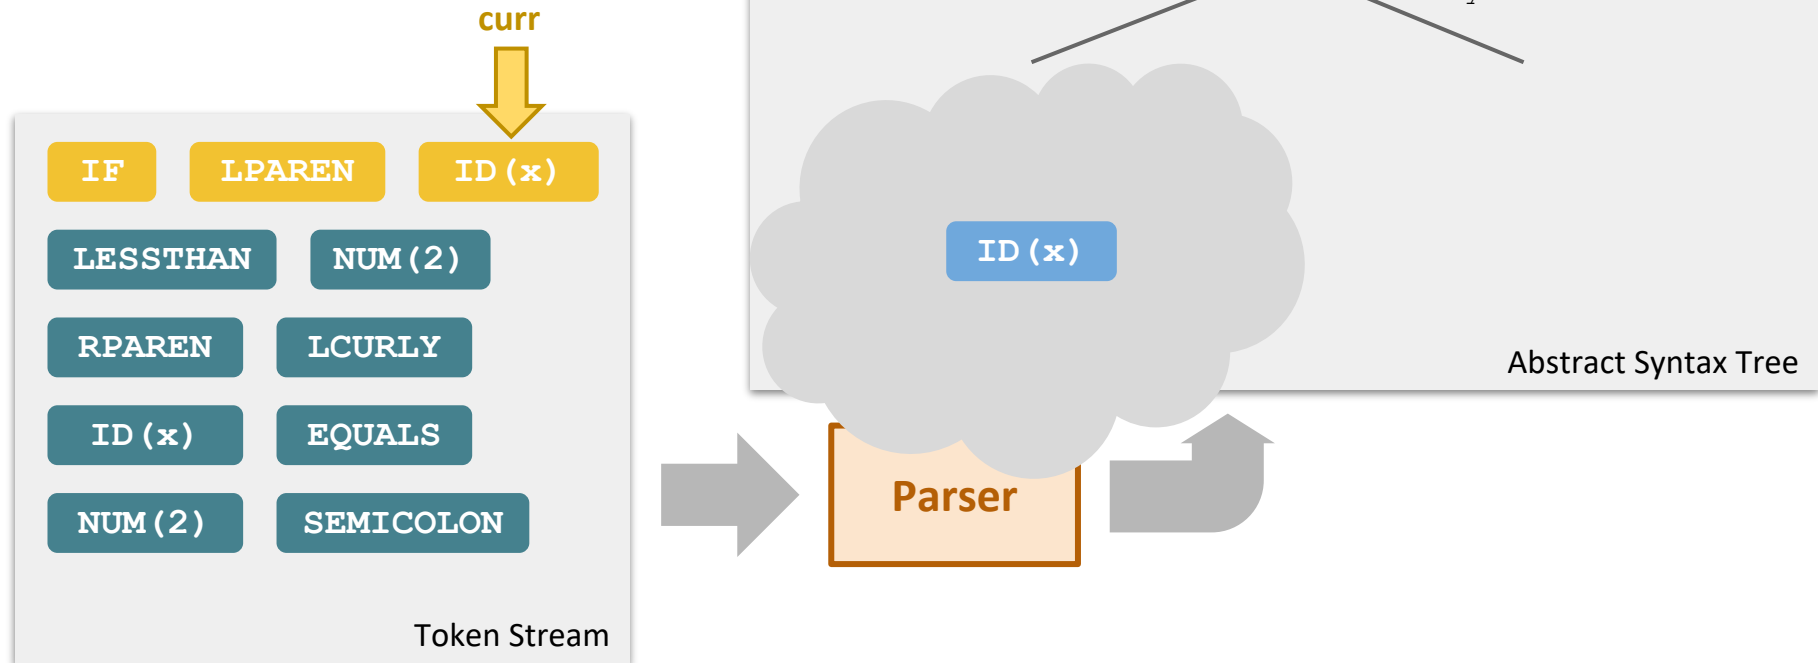 curr
IF LPAREN ID(x)
LESSTHAN NUM(2)
RPAREN LCURLY
ID(x) EQUALS
NUM(2) SEMICOLON
Token Stream
ID(x)
Abstract Syntax Tree
Parser